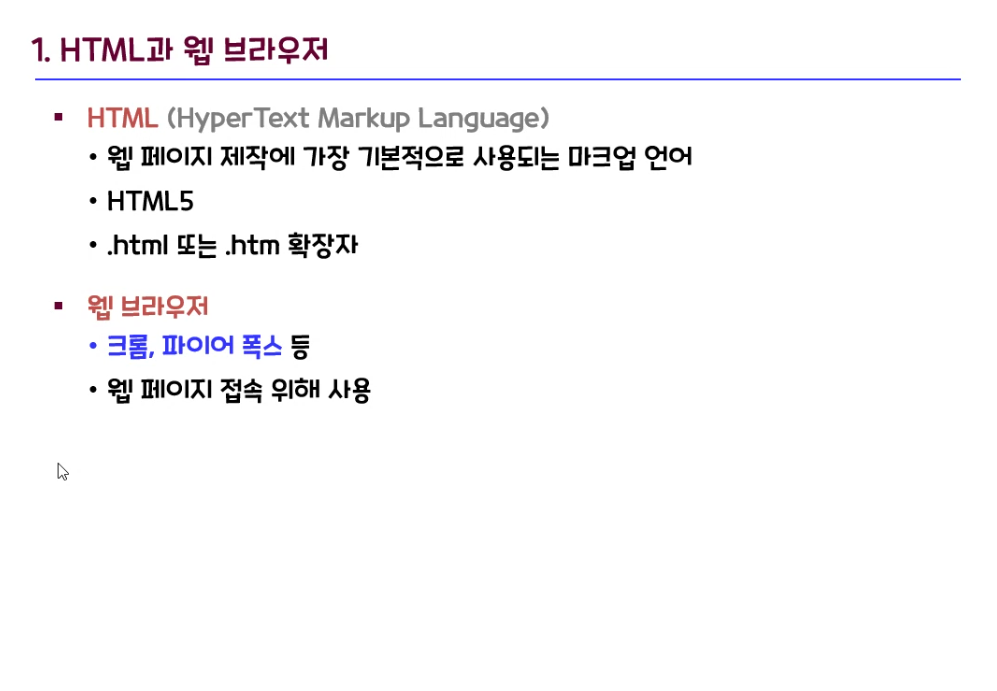 1. HTML과 웹 브라우저
▪ HTML (HyperText Markup Language)
• 웹 페이지 제작에 가장 기본적으로 사용되는 마크업 언어
• HTML5
• .html 또는 .htm 확장자
▪ 웹 브라우저
• 크롬, 파이어 폭스 등
• 웹 페이지 접속 위해 사용